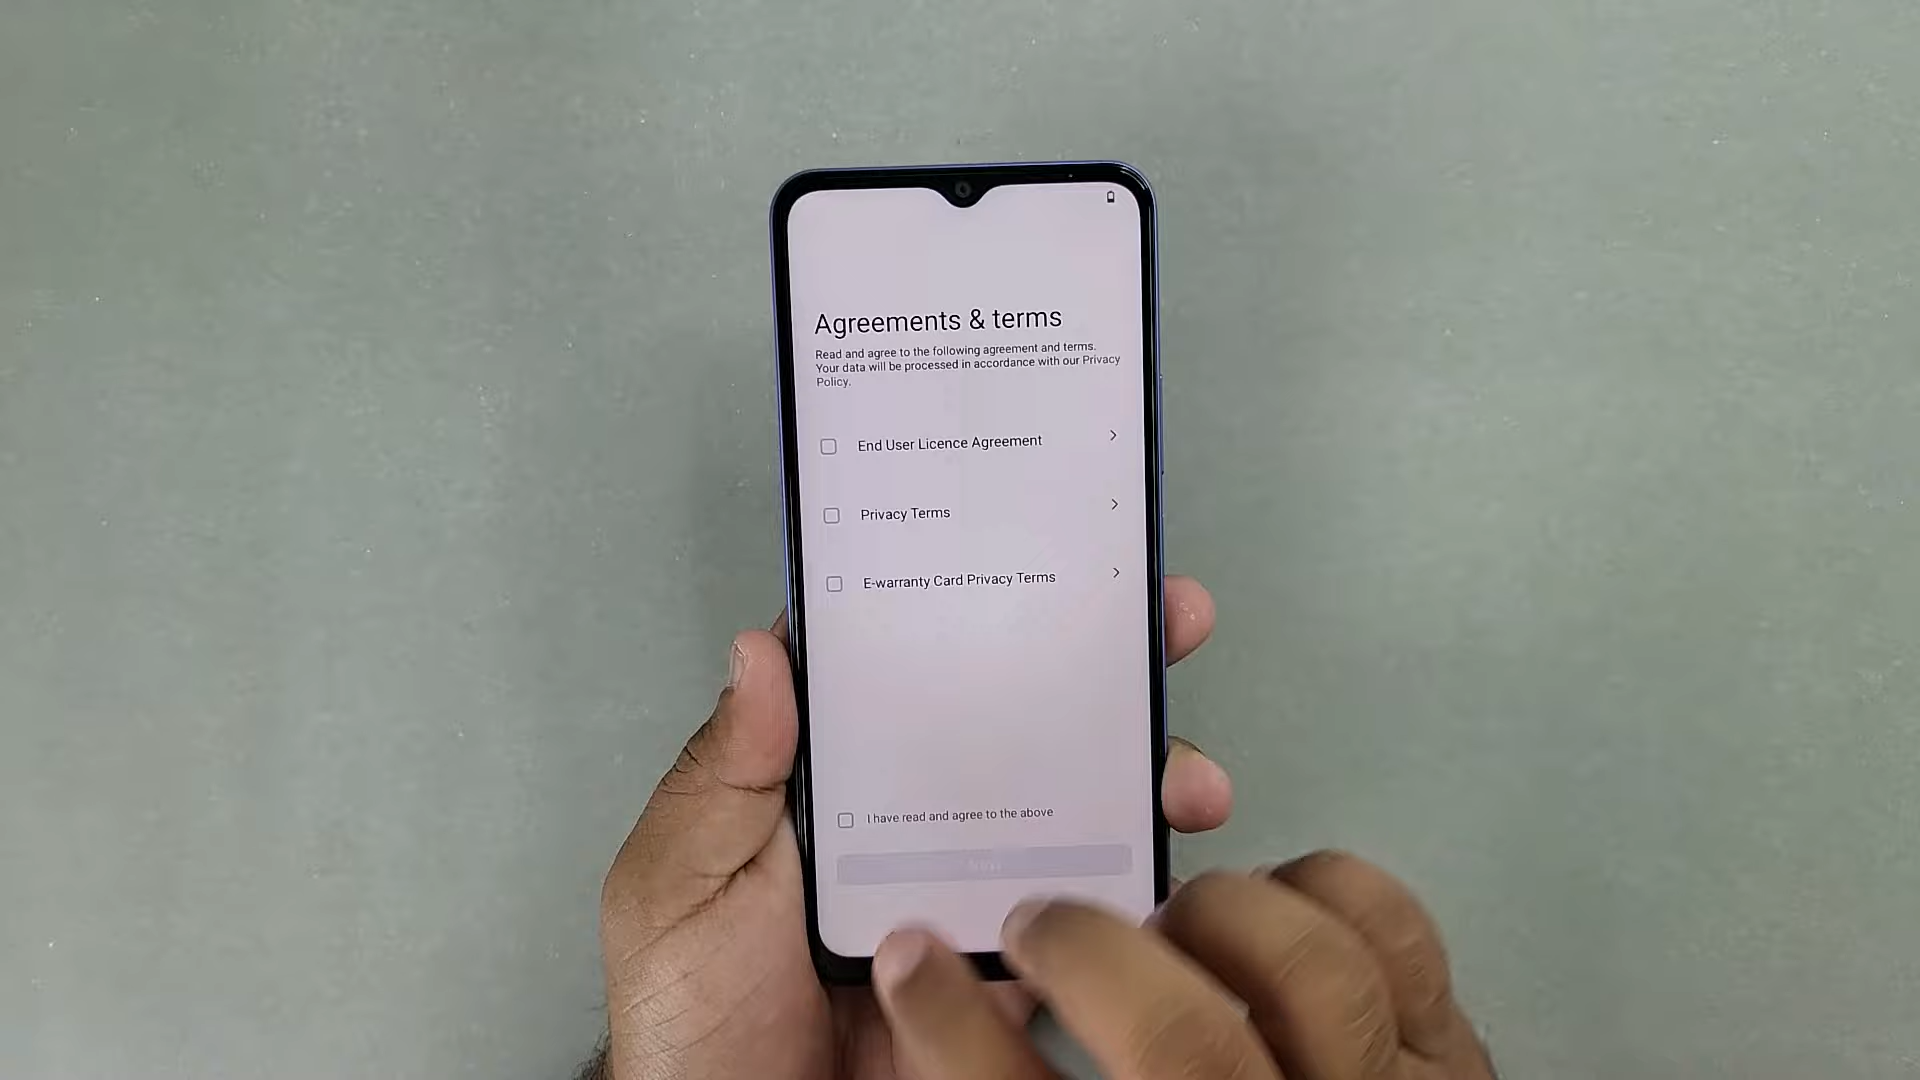 Agreements & terms
Read and agree to the following agreement and terms.
Your data will be processed in accordance with our Privacy
Policy.
End User Licence Agreement
Privacy Terms
E-warranty Card Privacy Terms
I have read and agree to the above